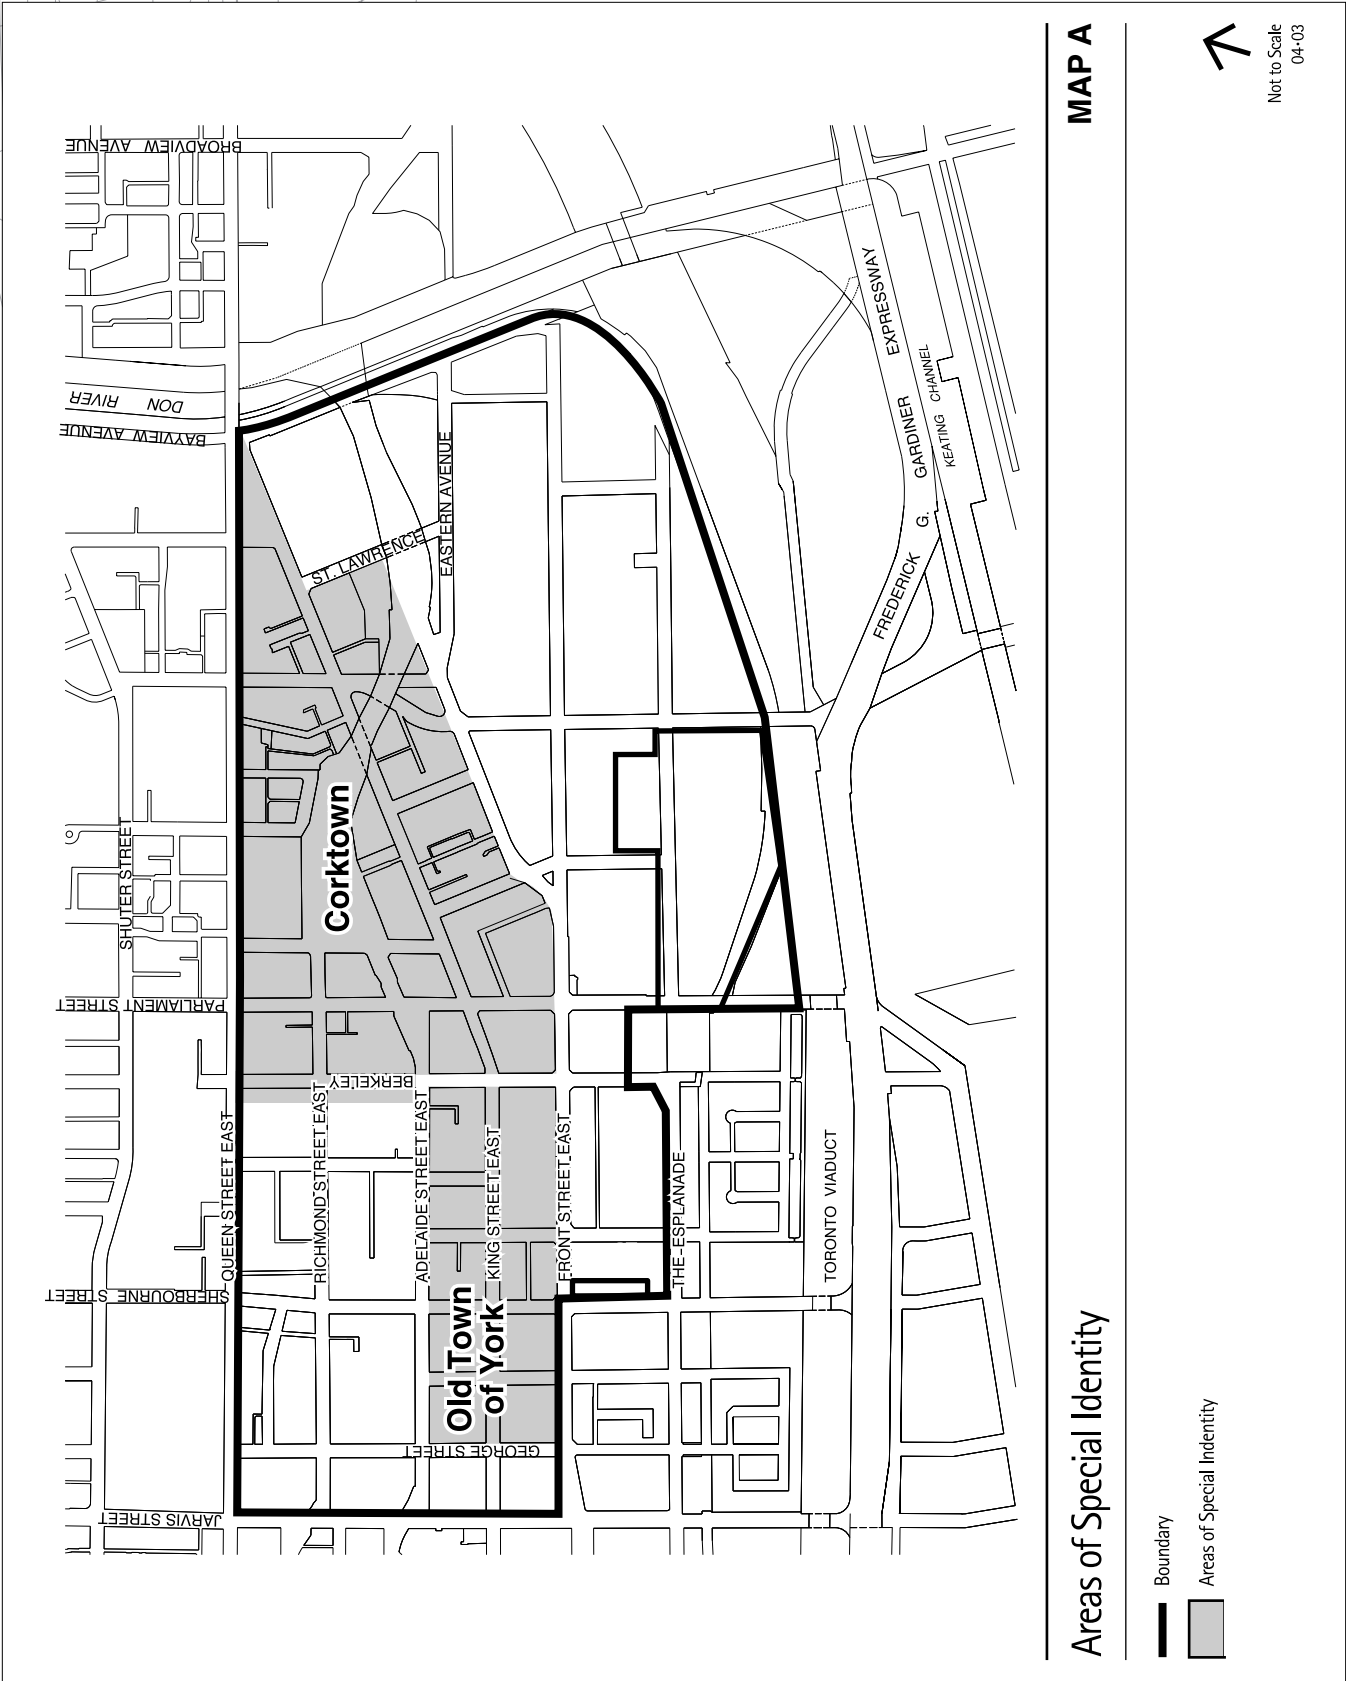 MAP A
Areas of Special Identity
Boundary
Areas of Special Indentity
Not to Scale
04•03
JARVIS STREET
GEORGE STREET
SHERBOURNE STREET
BERKELEY
PARLIAMENT STREET
BAYVIEW AVENUE
DON RIVER
BROADVIEW AVENUE
SHUTER STREET
QUEEN STREET EAST
RICHMOND STREET EAST
ADELAIDE STREET EAST
KING STREET EAST
FRONT STREET EAST
THE ESPLANADE
TORONTO VIADUCT
Old Town
of York
Corktown
ST. LAWRENCE
EASTERN AVENUE
FREDERICK G. GARDINER EXPRESSWAY
KEATING CHANNEL